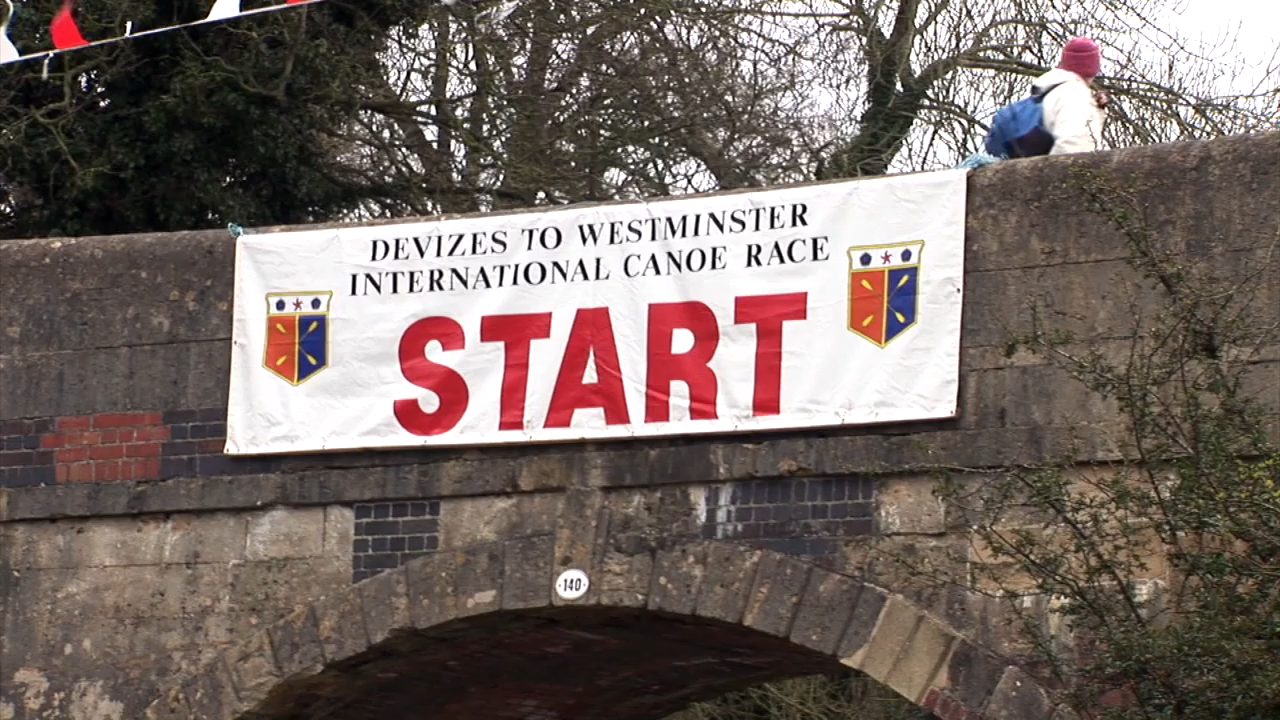 DEVIZES TO WESTMINSTER
INTERNATIONAL CANOE RACE
START
140